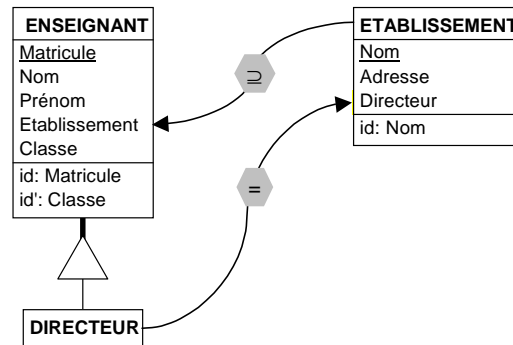 ENSEIGNANT
Matricule
Nom
Prénom
Etablissement
Classe
id: Matricule
id': Classe
ETABLISSEMENT
Nom
Adresse
Directeur
id: Nom
⊇
=
DIRECTEUR